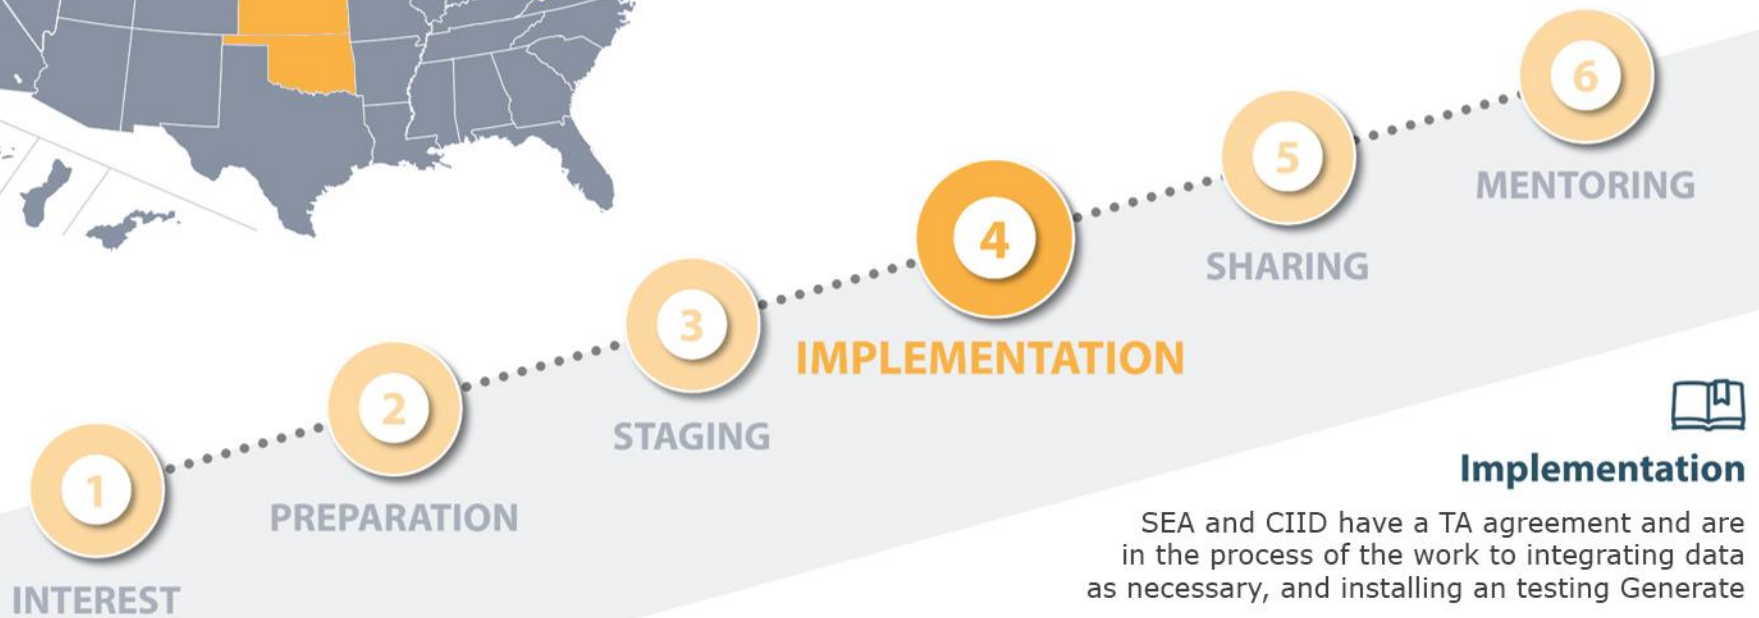 1
INTEREST
2
PREPARATION
3
STAGING
4
IMPLEMENTATION
5
SHARING
6
MENTORING
Implementation
SEA and CIID have a TA agreement and are
in the process of the work to integrating data
as necessary, and installing an testing Generate